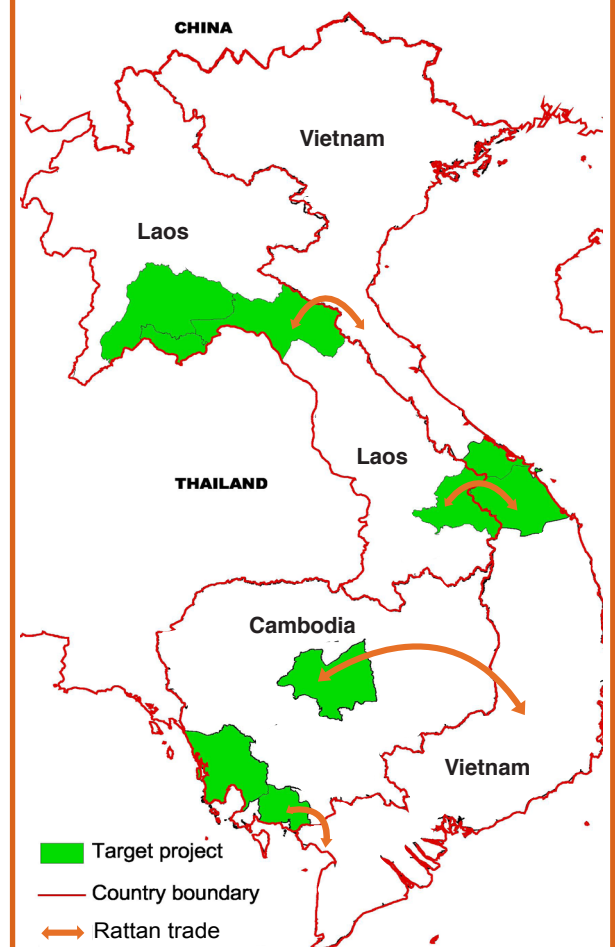 CHINA
Vietnam
Laos
Laos
THAILAND
Cambodia
Vietnam
Target project
Country boundary
Rattan trade